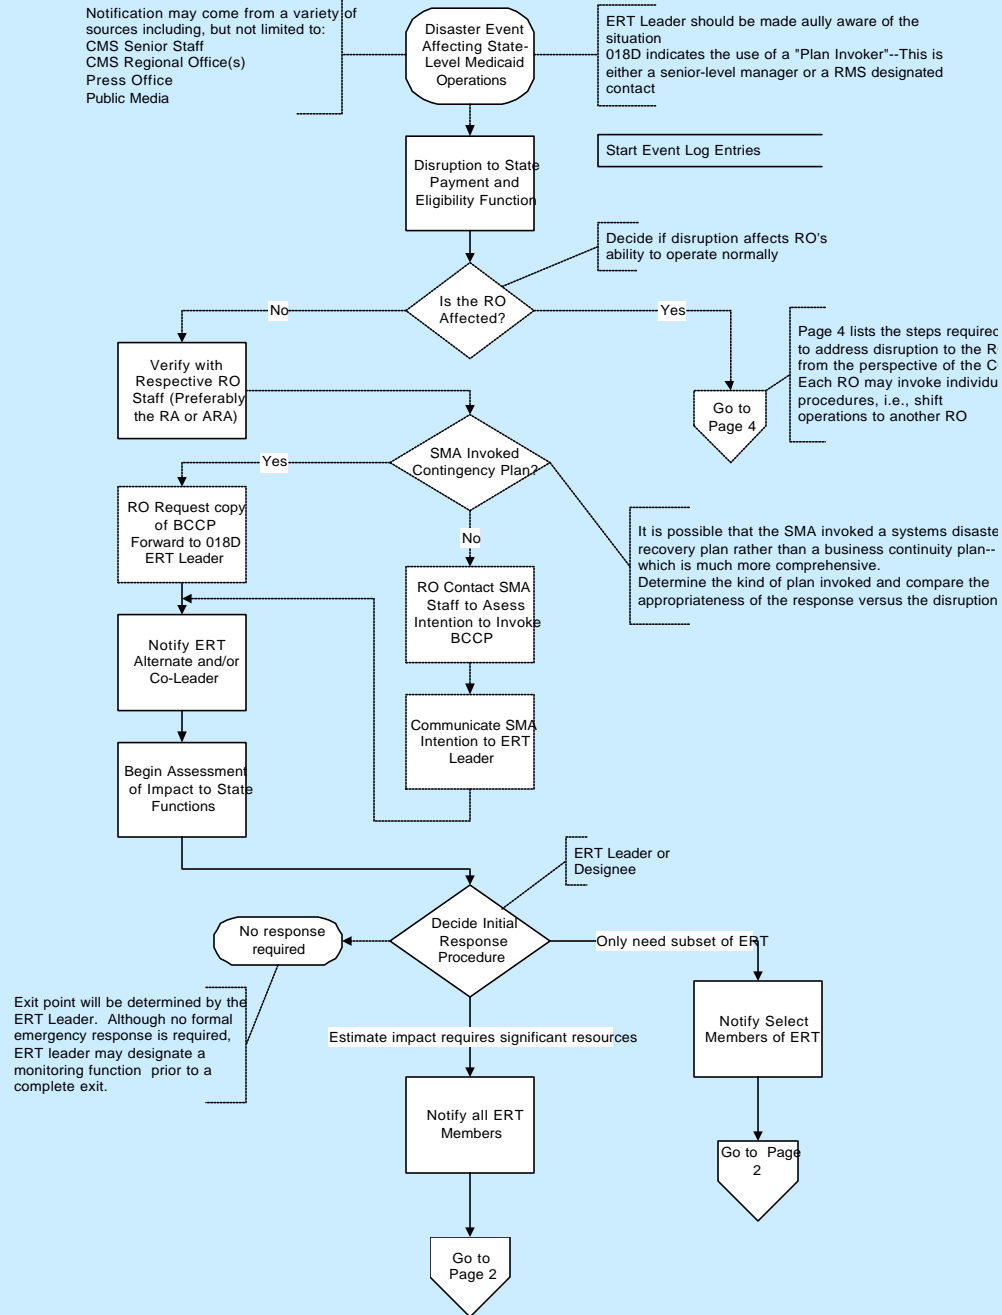 Notification may come from a variety of
sources including, but not limited to:
CMS Senior Staff
CMS Regional Office(s)
Press Office
Public Media
Disaster Event
Affecting State-
Level Medicaid
Operations
ERT Leader should be made aully aware of the
situation
018D indicates the use of a "Plan Invoker"--This is
either a senior-level manager or a RMS designated
contact
Start Event Log Entries
Disruption to State
Payment and
Eligibility Function
Decide if disruption affects RO's
ability to operate normally
Is the RO
Affected?
No
Yes
Verify with
Respective RO
Staff (Preferably
the RA or ARA)
Go to
Page 4
Page 4 lists the steps required
to address disruption to the R
from the perspective of the C
Each RO may invoke individu
procedures, i.e., shift
operations to another RO
SMA Invoked
Contingency Plan?
Yes
No
RO Request copy
of BCCP
Forward to 018D
ERT Leader
It is possible that the SMA invoked a systems disaste
recovery plan rather than a business continuity plan--
which is much more comprehensive.
Determine the kind of plan invoked and compare the
appropriateness of the response versus the disruption
RO Contact SMA
Staff to Asess
Intention to Invoke
BCCP
Notify ERT
Alternate and/or
Co-Leader
Communicate SMA
Intention to ERT
Leader
Begin Assessment
of Impact to State
Functions
ERT Leader or
Designee
Decide Initial
Response
Procedure
No response
required
Only need subset of ERT
Exit point will be determined by the
ERT Leader. Although no formal
emergency response is required,
ERT leader may designate a
monitoring function prior to a
complete exit.
Estimate impact requires significant resources
Notify Select
Members of ERT
Notify all ERT
Members
Go to Page
2
Go to
Page 2